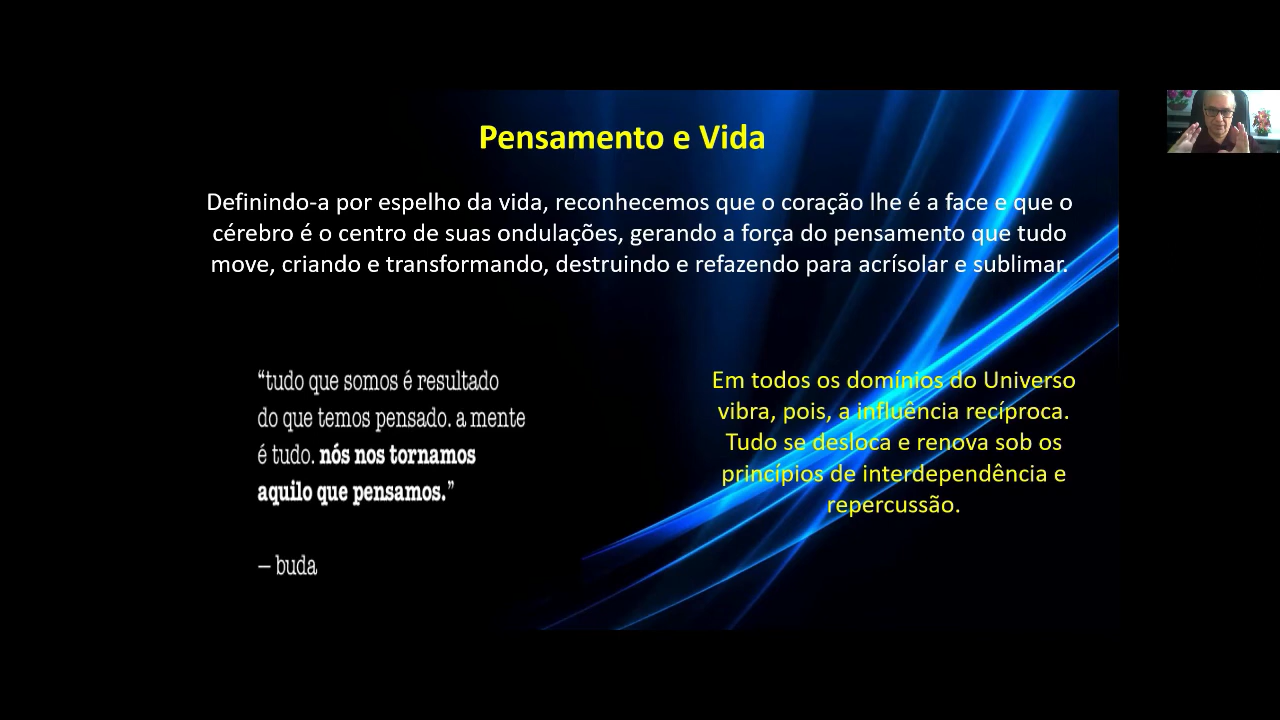 Pensamento e Vida
Definindo-a por espelho da vida, reconhecemos que o coração lhe é a face e que o
cérebro é o centro de suas ondulações, gerando a força do pensamento que tudo
move, criando e transformando, destruindo e refazendo para acrísolar e sublimar.
“tudo que somos é resultado
do que temos pensado. a mente
é tudo. nós nos tornamos
aquilo que pensamos.”
– buda
Em todos os domínios do Universo
vibra, pois, a influência recíproca.
Tudo se desloca e renova sob os
princípios de interdependência e
repercussão.